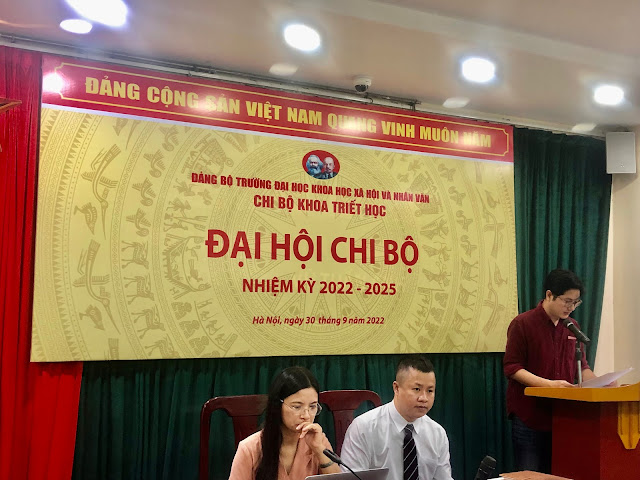 ĐẢNG CỘNG SẢN VIỆT NAM QUANG VINH MUÔN NĂM
ĐẢNG BỘ TRƯỜNG ĐẠI HỌC KHOA HỌC XÃ HỘI VÀ NHÂN VĂN
CHI BỘ KHOA TRIẾT HỌC
ĐẠI HỘI CHI BỘ
NHIỆM KỲ 2022 - 2025
Hà Nội, ngày 30 tháng 9 năm 2022